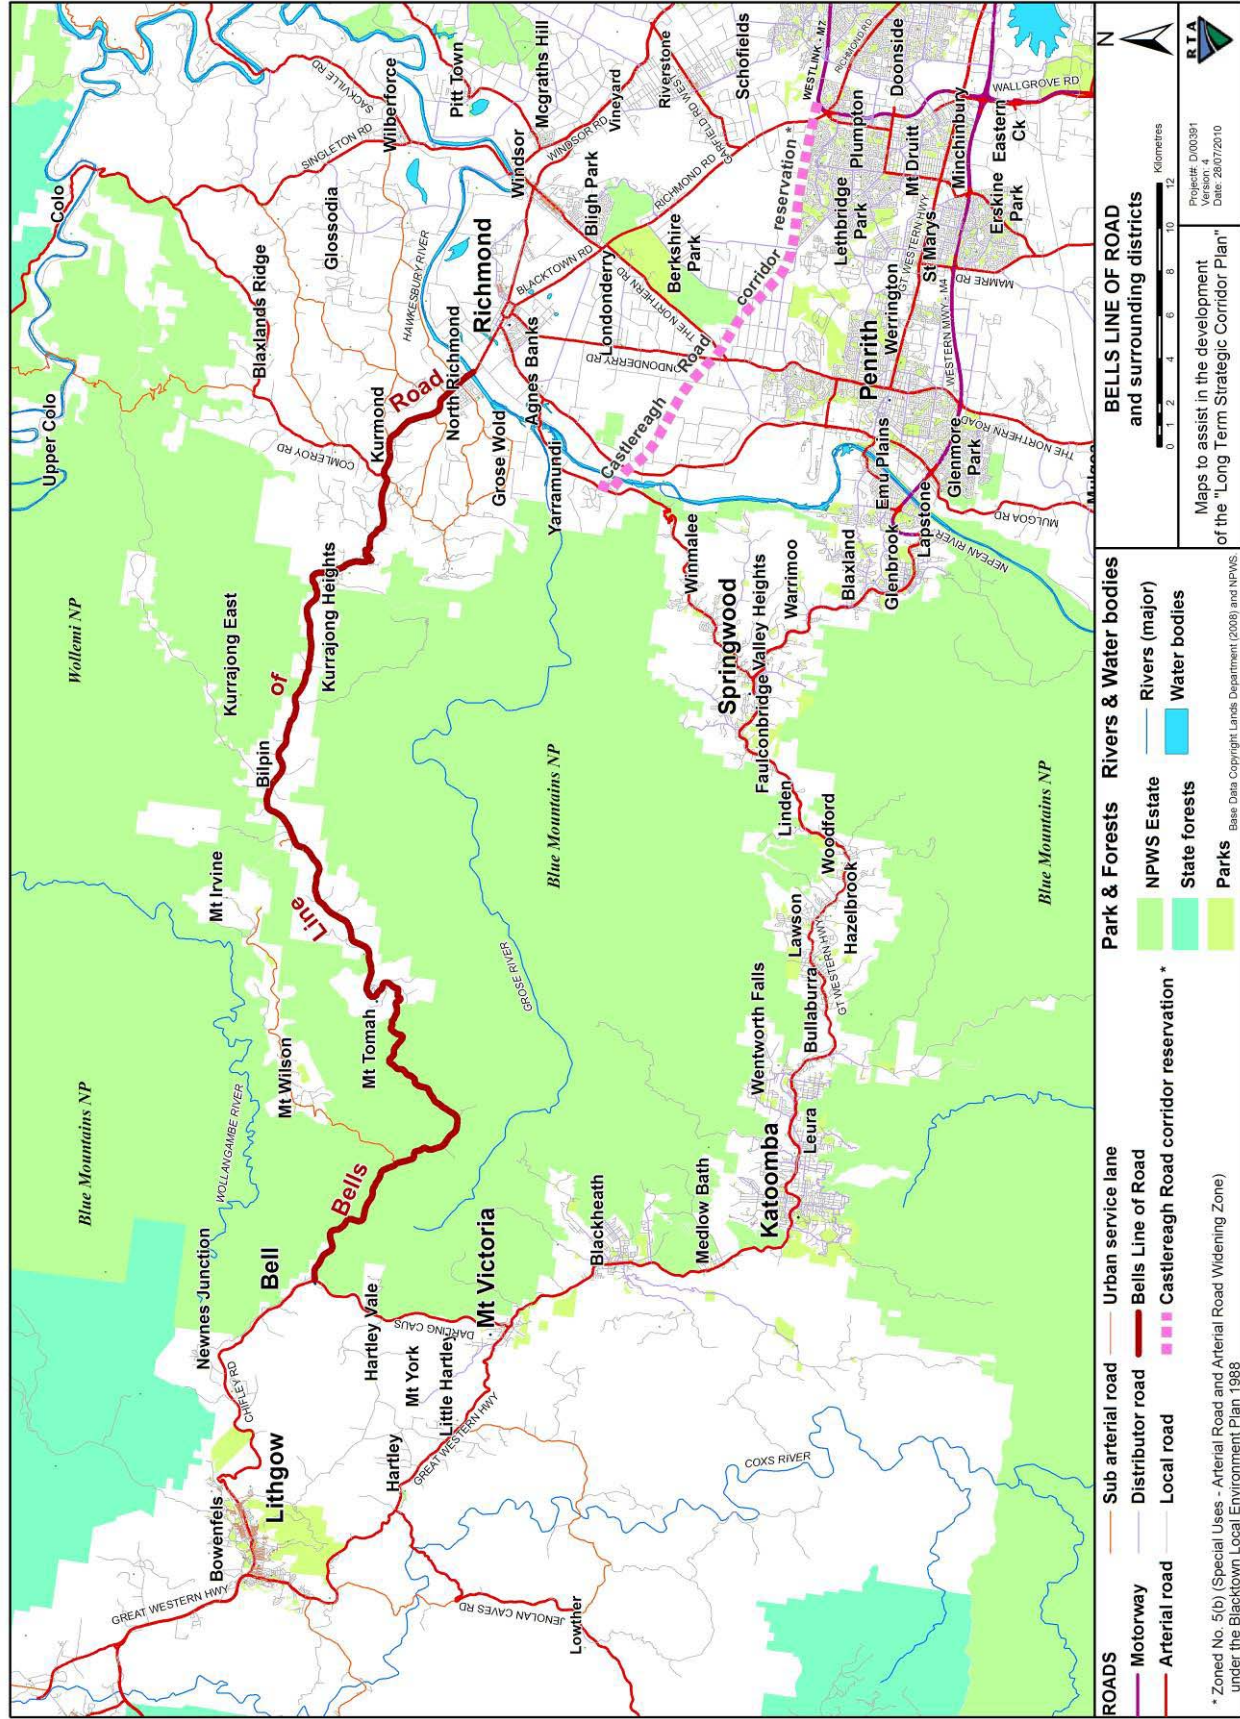 Wollemi NP
Blue Mountains NP
Blue Mountains NP
Blue Mountains NP
Upper Colo
Colo
Newnes Junction
WOLLANGAMBE RIVER
Mt Irvine
Mt Wilson
Bilpin
Kurrajong East
Kurrajong Heights
COMLEROY RD
Blaxlands Ridge
SINGLETON RD
SACKVILLE RD
Wilberforce
Pitt Town
Glossodia
HAWKESBURY RIVER
Kurmond
North Richmond
Richmond
Windsor
Mcgraths Hill
WINDSOR RD
Vineyard
Riverstone
GARFIELD RD WEST
Schofields
Bligh Park
BLACKTOWN RD
RICHMOND RD
Berkshire Park
Londonderry
THE NORTHERN RD
LONDONDERRY RD
Agnes Banks
Grose Wold
Yarramundi
Castlereagh Road corridor reservation *
WESTLINK - M7
RICHMOND RD
Doonside
Plumpton
Lethbridge Park
Mt Druitt
Minchinbury
WALLGROVE RD
Eastern Ck
Erskine Park
MAMRE RD
St Marys
GT WESTERN HWY
WESTERN MWY - M4
Werrington
Penrith
Emu Plains
Glenmore Park
THE NORTHERN ROAD
MULGOA RD
NEPEAN RIVER
Lapstone
Glenbrook
Blaxland
Warrimoo
Valley Heights
Winmalee
Springwood
Faulconbridge
Linden
Woodford
Hazelbrook
Lawson
GT WESTERN HWY
Bullaburra
Wentworth Falls
Leura
Katoomba
Medlow Bath
Blackheath
GROSE RIVER
Mt Tomah
Bells Line of Road
Bell
Hartley Vale
DARLING CAUS
Mt Victoria
Mt York
Little Hartley
GREAT WESTERN HWY
Hartley
CHIFLEY RD
Lithgow
Bowenfels
GREAT WESTERN HWY
JENOLAN CAVES RD
Lowther
COXS RIVER
ROADS
Motorway
Arterial road
Sub arterial road
Distributor road
Local road
Urban service lane
Bells Line of Road
Castlereagh Road corridor reservation *
* Zoned No. 5(b) (Special Uses - Arterial Road and Arterial Road Widening Zone)
under the Blacktown Local Environment Plan 1988
Park & Forests
NPWS Estate
State forests
Parks
Rivers & Water bodies
Rivers (major)
Water bodies
Base Data Copyright Lands Department (2008) and NPWS.
BELLS LINE OF ROAD
and surrounding districts
0 1 2 4 6 8 10 12
Kilometres
Maps to assist in the development
of the "Long Term Strategic Corridor Plan"
N
RTA
Project#: D/00391
Version: 4
Date: 28/07/2010